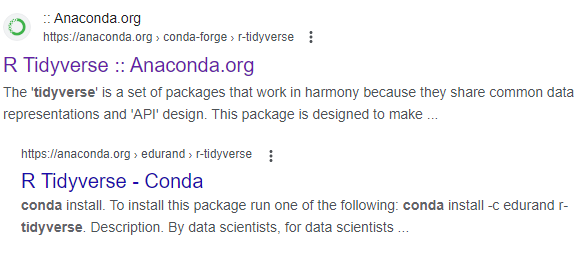 :: Anaconda.org
https://anaconda.org › conda-forge › r-tidyverse
R Tidyverse :: Anaconda.org
The 'tidyverse' is a set of packages that work in harmony because they share common data
representations and 'API' design. This package is designed to make ...
https://anaconda.org › edurand › r-tidyverse
R Tidyverse - Conda
conda install. To install this package run one of the following: conda install -c edurand r-
tidyverse. Description. By data scientists, for data scientists ...